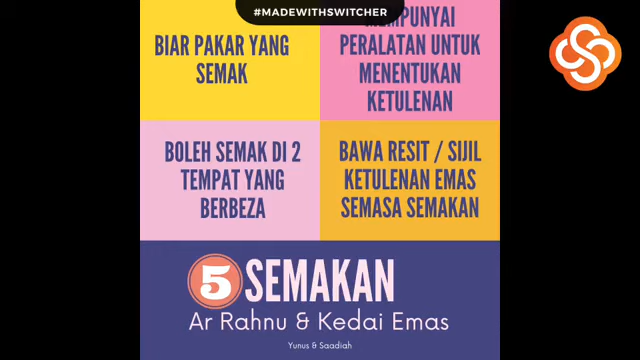 #MADEWITHSWITCHER
BIAR PAKAR YANG
SEMAK
MEMPUNYAI
PERALATAN UNTUK
MENENTUKAN
KETULENAN
BOLEH SEMAK DI 2
TEMPAT YANG
BERBEZA
BAWA RESIT / SIJIL
KETULENAN EMAS
SEMASA SEMAKAN
5 SEMAKAN
Ar Rahnu & Kedai Emas
Yunus & Saadiah